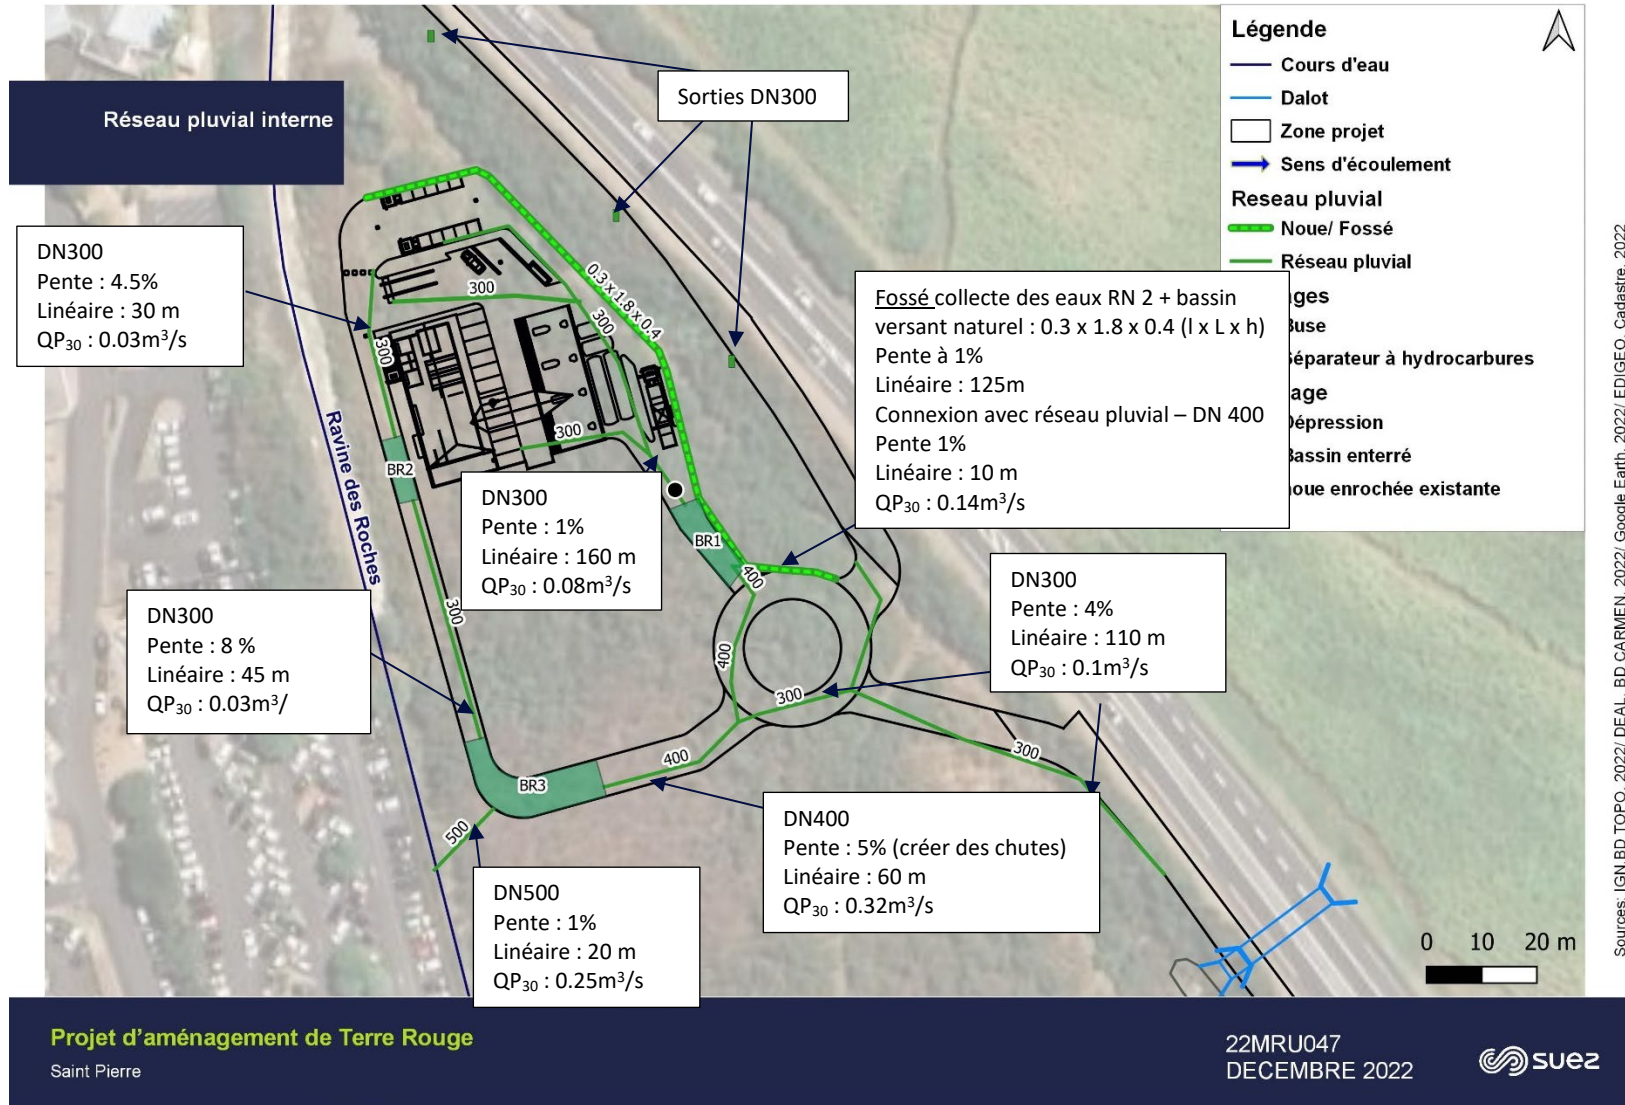 Réseau pluvial interne
Sorties DN300
Légende
Cours d'eau
Dalot
Zone projet
Sens d'écoulement
Reseau pluvial
Noue/ Fossé
Réseau pluvial
Séparateur à hydrocarbures
Dépression
Bassin enterré
enrochée existante
DN300
Pente : 4.5%
Linéaire : 30 m
QP30 : 0.03m³/s
Fossé collecte des eaux RN 2 + bassin
versant naturel : 0.3 x 1.8 x 0.4 (l x L x h)
Pente à 1%
Linéaire : 125m
Connexion avec réseau pluvial – DN 400
Pente 1%
Linéaire : 10 m
QP30 : 0.14m³/s
0.3 x 1.8 x 0.4
300
300
300
300
BR2
BR1
400
Ravine des Roches
DN300
Pente : 1%
Linéaire : 160 m
QP30 : 0.08m³/s
DN300
Pente : 4%
Linéaire : 110 m
QP30 : 0.1m³/s
DN300
Pente : 8 %
Linéaire : 45 m
QP30 : 0.03m³/
300
400
300
300
400
BR3
500
DN400
Pente : 5% (créer des chutes)
Linéaire : 60 m
QP30 : 0.32m³/s
DN500
Pente : 1%
Linéaire : 20 m
QP30 : 0.25m³/s
0 10 20 m
Sources: IGN BD TOPO, 2022/ DEAL, BD CARMEN, 2022/ Google Earth, 2022/ EDIGEO, Cadastre, 2022
Projet d'aménagement de Terre Rouge
Saint Pierre
22MRU047
DECEMBRE 2022
suez